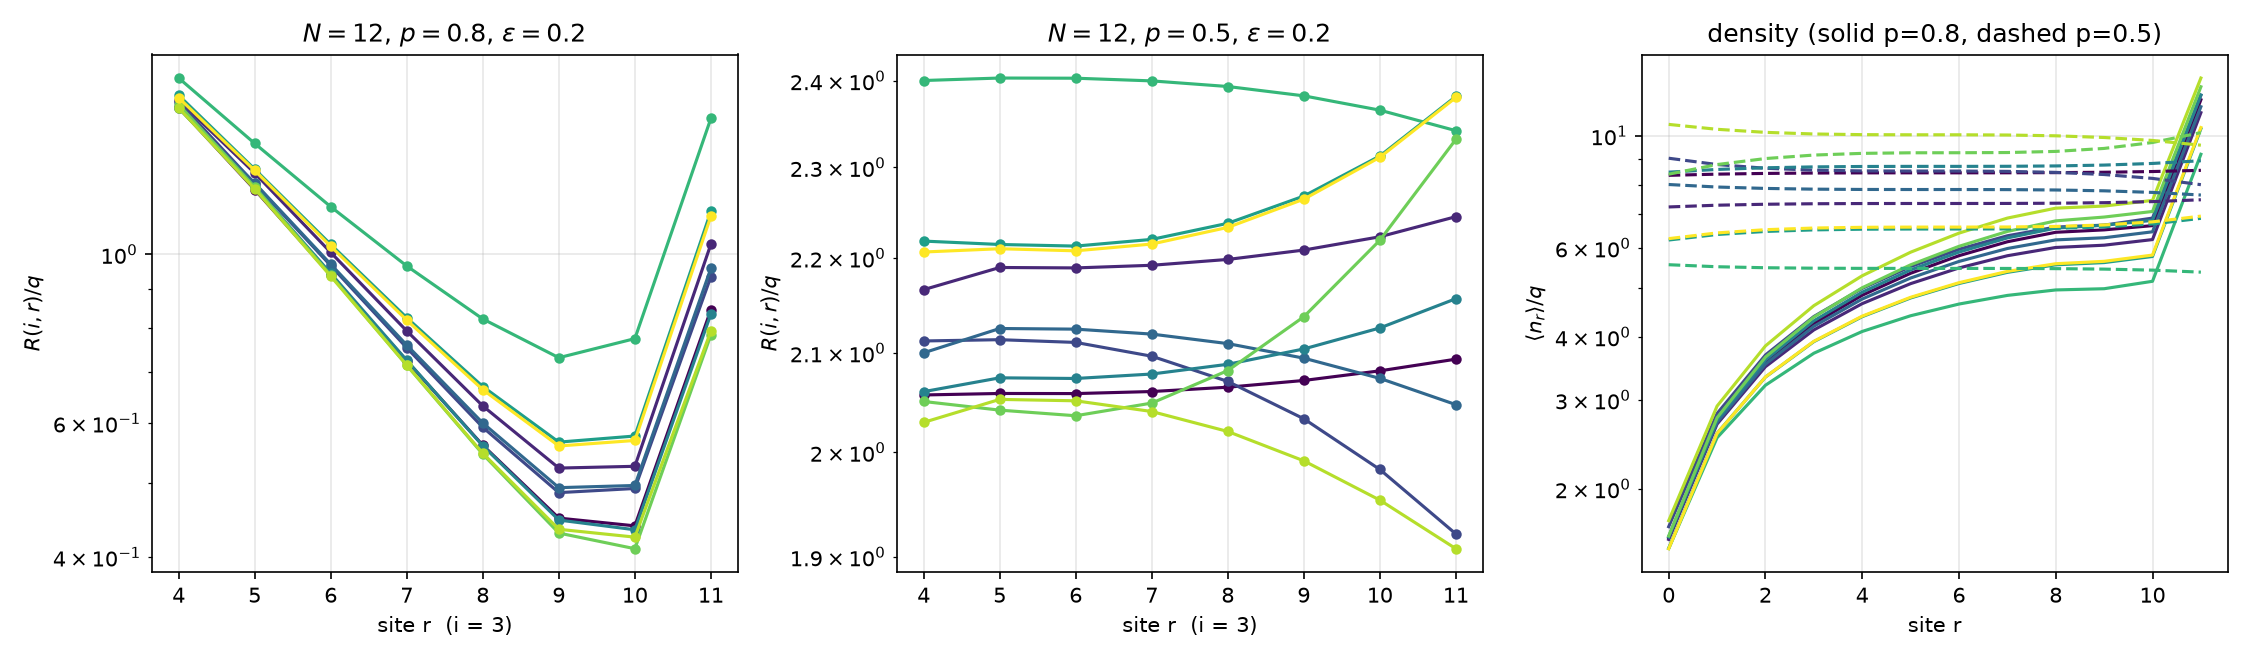 N = 12, p = 0.8, ε = 0.2
R(i, r)/q
10⁰
6 × 10⁻¹
4 × 10⁻¹
4 5 6 7 8 9 10 11
site r (i = 3)
N = 12, p = 0.5, ε = 0.2
R(i, r)/q
2.4 × 10⁰
2.3 × 10⁰
2.2 × 10⁰
2.1 × 10⁰
2 × 10⁰
1.9 × 10⁰
4 5 6 7 8 9 10 11
site r (i = 3)
density (solid p=0.8, dashed p=0.5)
⟨nᵣ⟩/q
10¹
6 × 10⁰
4 × 10⁰
3 × 10⁰
2 × 10⁰
0 2 4 6 8 10
site r